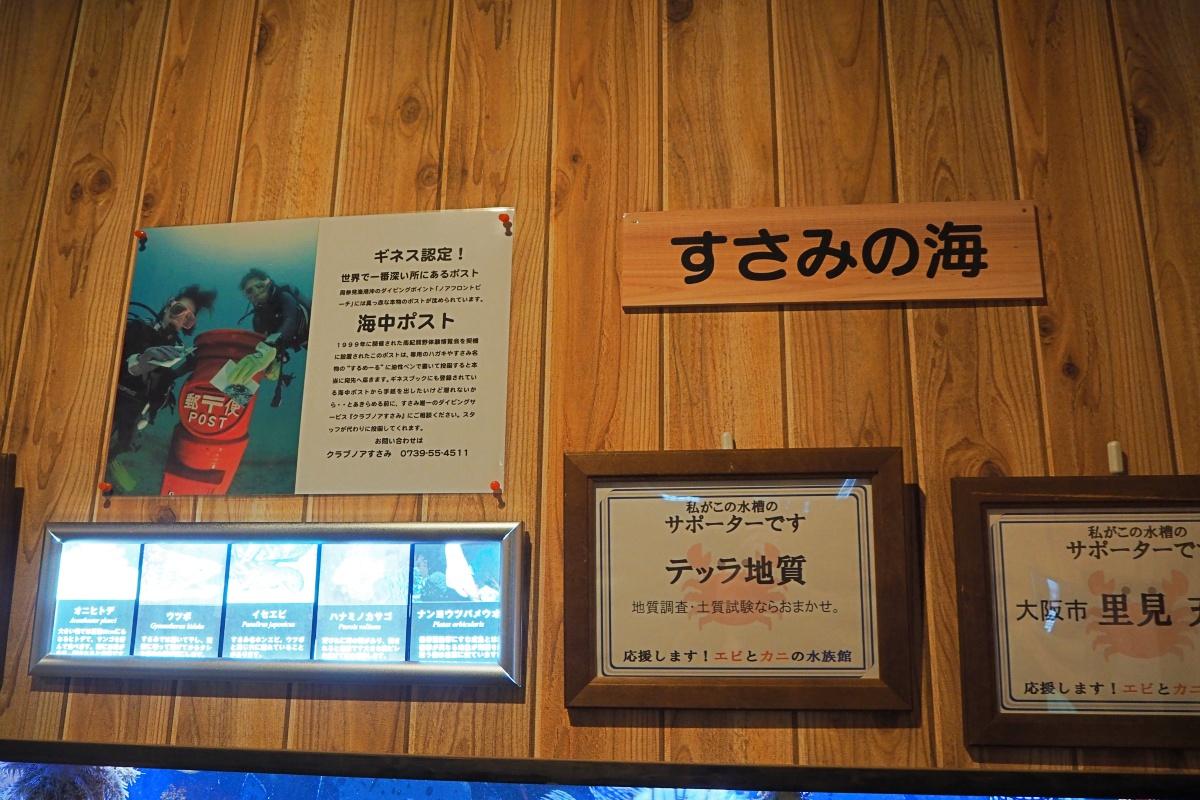 ギネス認定！
世界で一番深い所にあるポスト
周参見漁港沖のダイビングポイント「ノアフロントビ
ーチ」には真っ赤な本物のポストが沈められています。
海中ポスト
1999年に開催された南紀熊野体験博覧会を契機
に設置されたこのポストは、専用のハガキやすさみ名
物の"するめーる"に油性ペンで書いて投函すると本
当に宛先へ届きます。ギネスブックにも登録されてい
る海中ポストから手紙を出したいけど潜れないか
ら・・とあきらめる前に、すさみ唯一のダイビングサ
ービス『クラブノアすさみ』にご相談ください。スタ
ッフが代わりに投函してくれます。
お問い合わせは
クラブノアすさみ 0739-55-4511
郵〒便
POST
すさみの海
オニヒトデ
ウツボ
イセエビ
Panulirus japonicus
ハナミノカサゴ
Pterois volitans
ナンヨウツバメウオ
Platax orbicularis
私がこの水槽の
サポーターです
テッラ地質
地質調査・土質試験ならおまかせ。
応援します！エビとカニの水族館
私がこの水槽の
サポーターで
大阪市 里見
応援します！エビとカニ